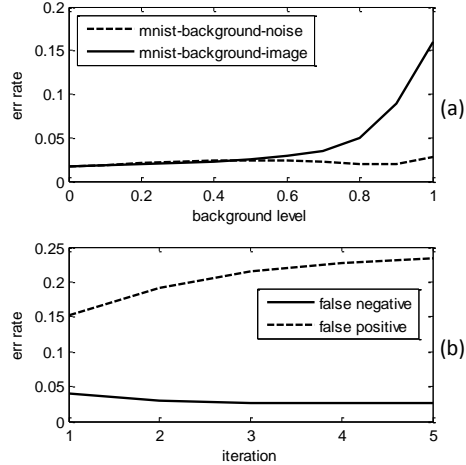 0.2
0.15
0.1
0.05
0
err rate
mnist-background-noise
mnist-background-image
(a)
0 0.2 0.4 0.6 0.8 1
background level
0.25
0.2
0.15
0.1
0.05
0
err rate
false negative
false positive
(b)
1 2 3 4 5
iteration